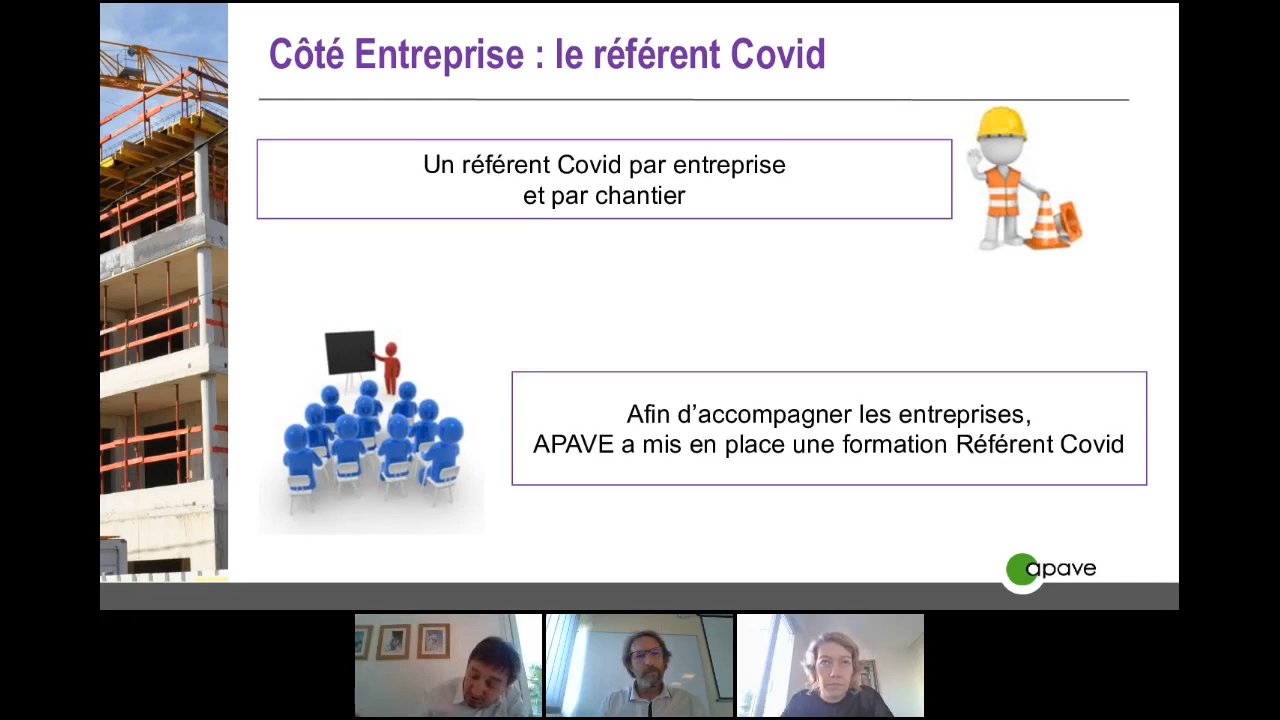 Côté Entreprise : le référent Covid
Un référent Covid par entreprise
et par chantier
Afin d’accompagner les entreprises,
APAVE a mis en place une formation Référent Covid
apave